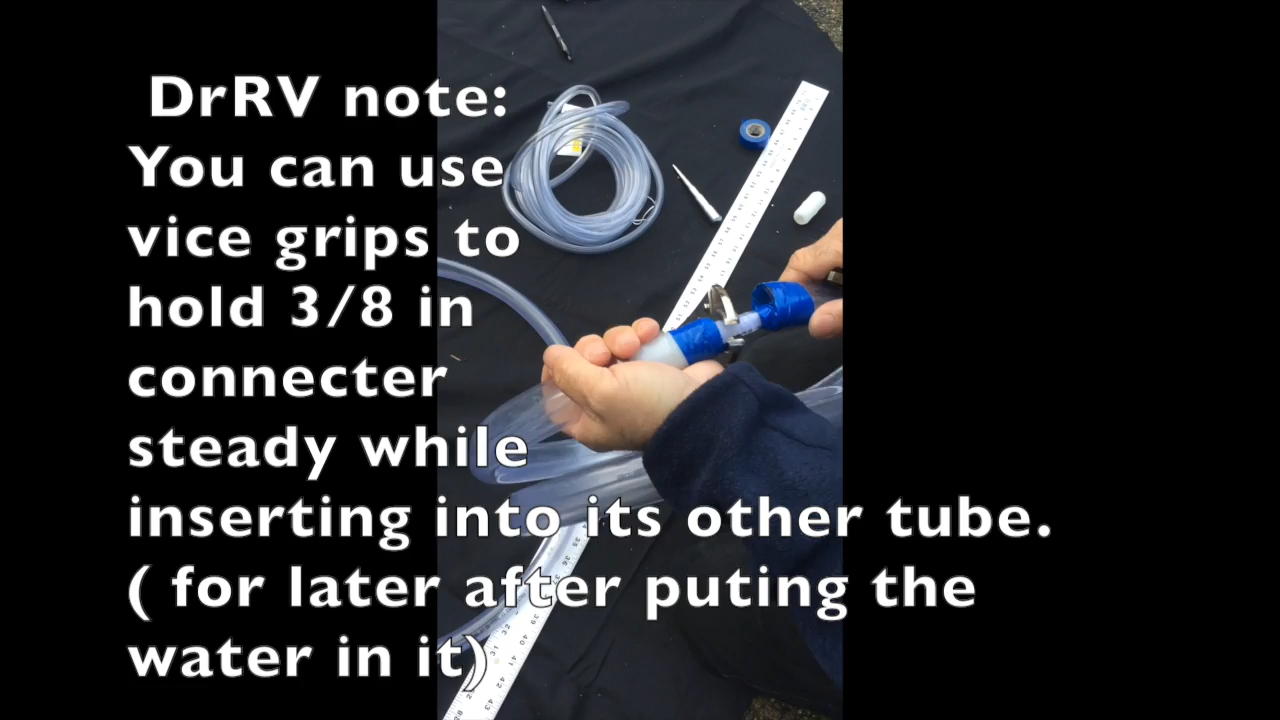 DrRV note:
You can use
vice grips to
hold 3/8 in
connecter
steady while
inserting into its other tube.
( for later after puting the
water in it)